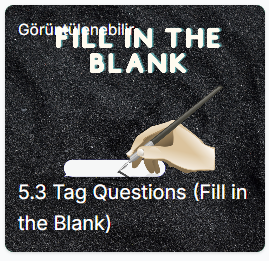 Görüntülenebilir
FILL IN THE
BLANK
5.3 Tag Questions (Fill in
the Blank)